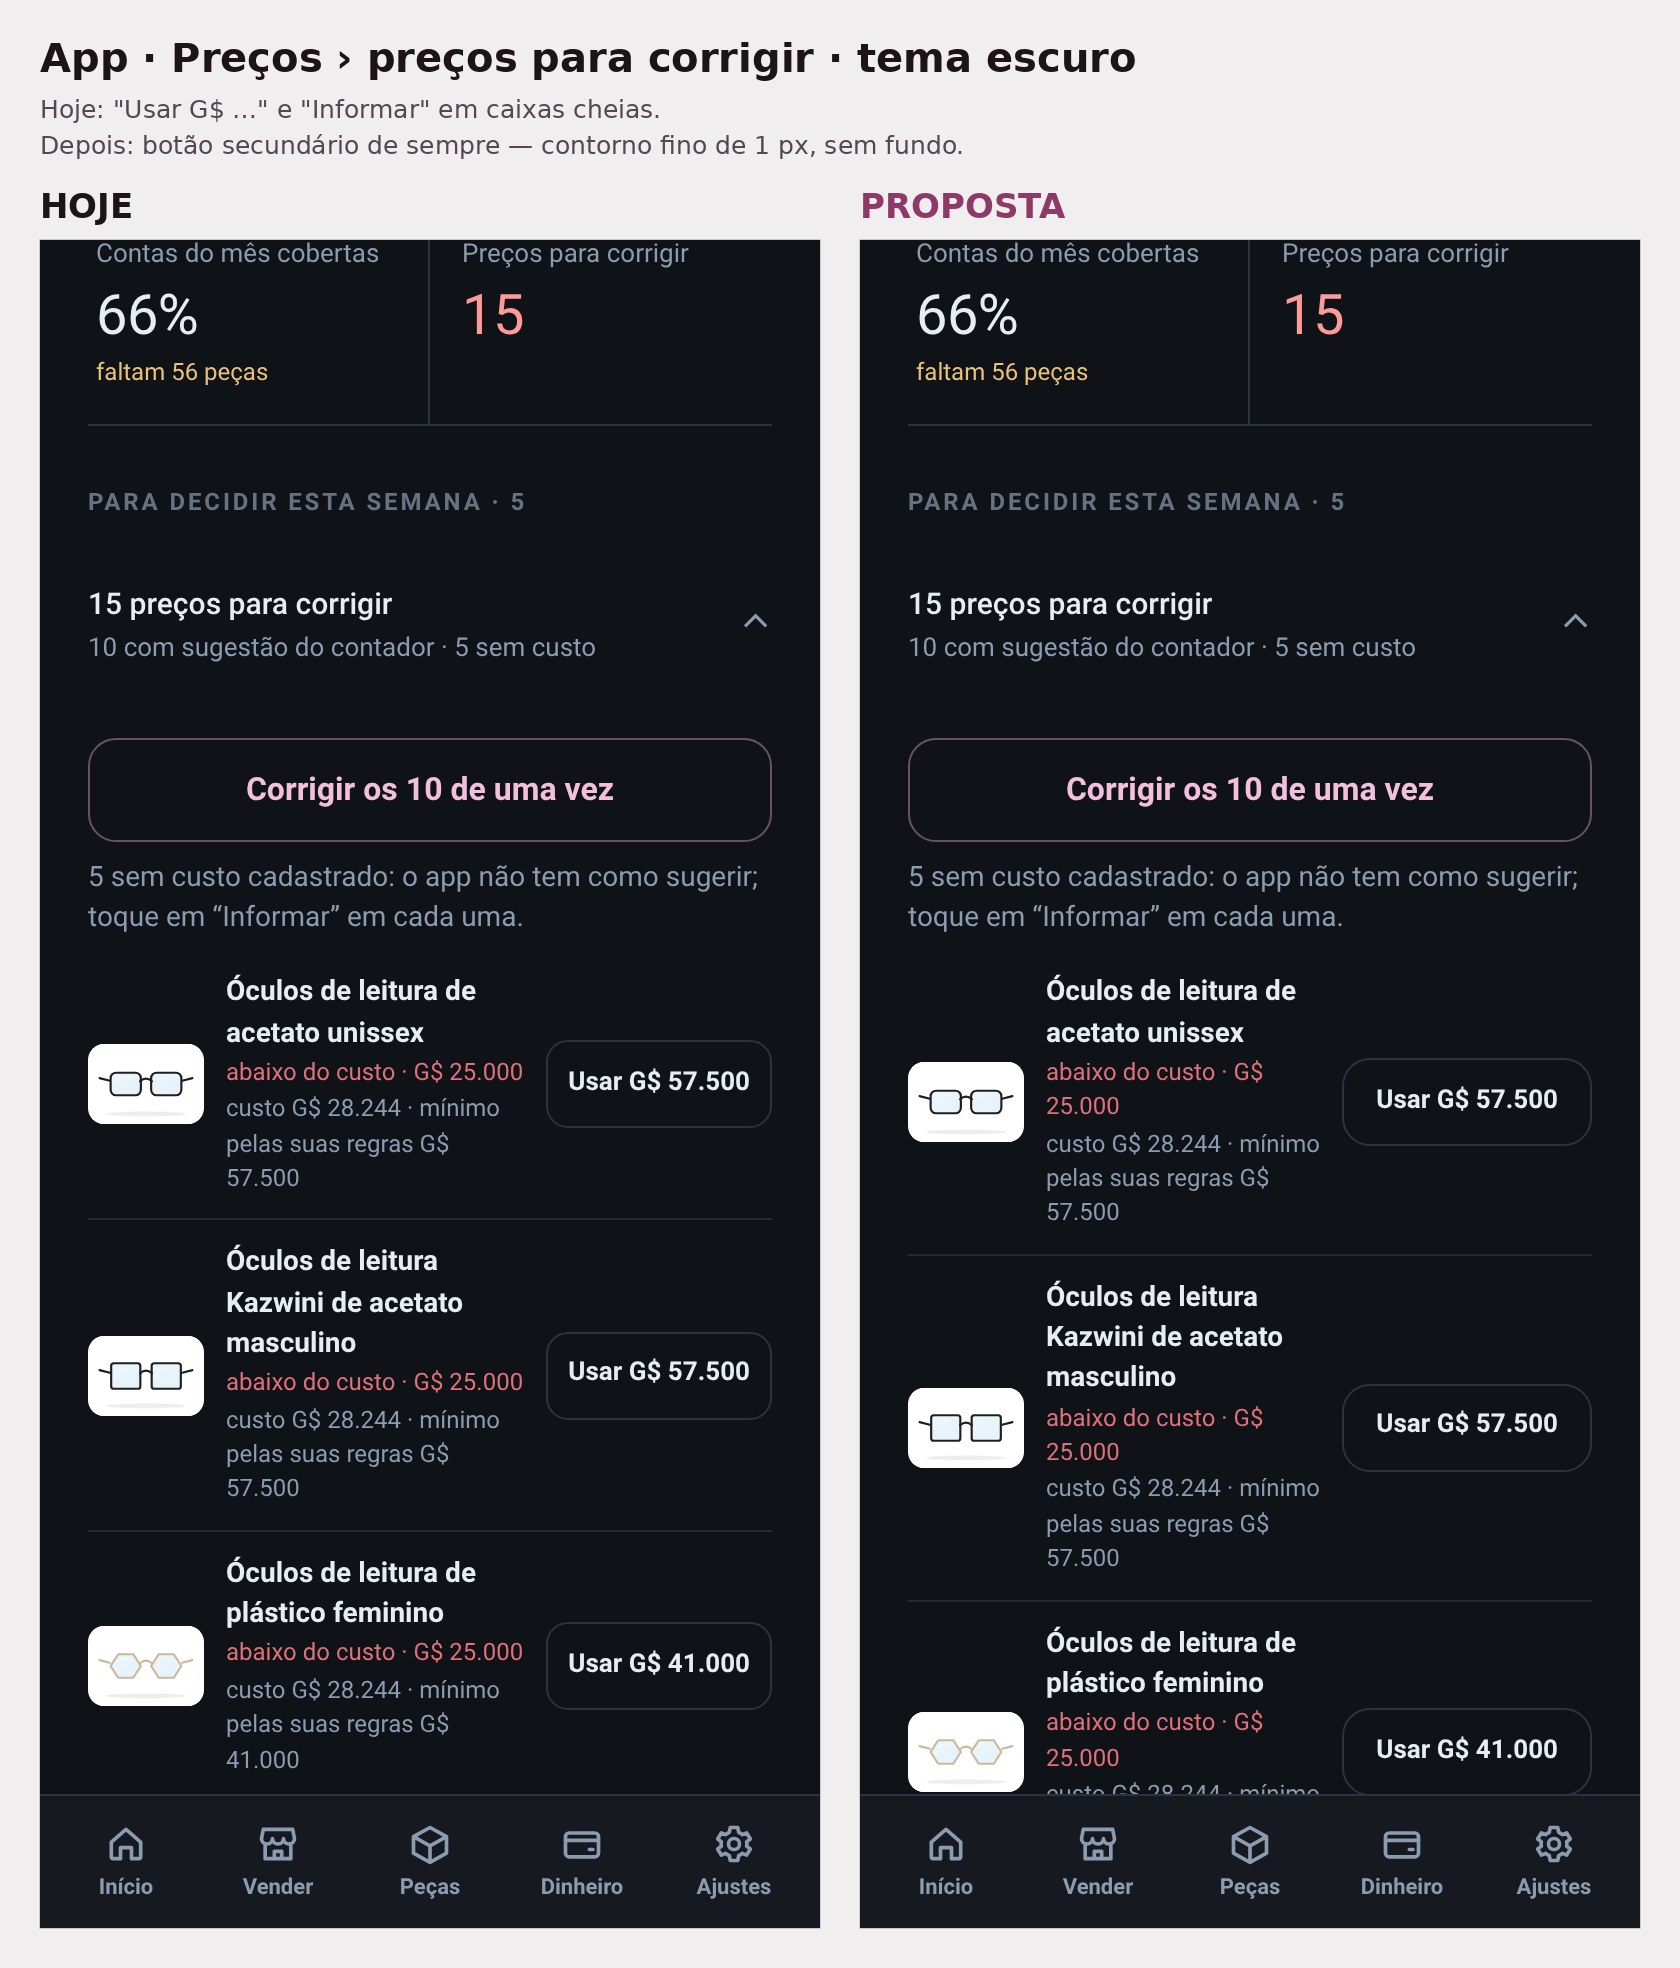 App · Preços › preços para corrigir · tema escuro
Hoje: "Usar G$ ..." e "Informar" em caixas cheias.
Depois: botão secundário de sempre — contorno fino de 1 px, sem fundo.
HOJE
Contas do mês cobertas
66%
faltam 56 peças
Preços para corrigir
15
PARA DECIDIR ESTA SEMANA · 5
15 preços para corrigir
10 com sugestão do contador · 5 sem custo
Corrigir os 10 de uma vez
5 sem custo cadastrado: o app não tem como sugerir;
toque em “Informar” em cada uma.
Óculos de leitura de
acetato unissex
abaixo do custo · G$ 25.000
custo G$ 28.244 · mínimo
pelas suas regras G$
57.500
Usar G$ 57.500
Óculos de leitura
Kazwini de acetato
masculino
abaixo do custo · G$ 25.000
custo G$ 28.244 · mínimo
pelas suas regras G$
57.500
Usar G$ 57.500
Óculos de leitura de
plástico feminino
abaixo do custo · G$ 25.000
custo G$ 28.244 · mínimo
pelas suas regras G$
41.000
Usar G$ 41.000
Início
Vender
Peças
Dinheiro
Ajustes
PROPOSTA
Contas do mês cobertas
66%
faltam 56 peças
Preços para corrigir
15
PARA DECIDIR ESTA SEMANA · 5
15 preços para corrigir
10 com sugestão do contador · 5 sem custo
Corrigir os 10 de uma vez
5 sem custo cadastrado: o app não tem como sugerir;
toque em “Informar” em cada uma.
Óculos de leitura de
acetato unissex
abaixo do custo · G$
25.000
custo G$ 28.244 · mínimo
pelas suas regras G$
57.500
Usar G$ 57.500
Óculos de leitura
Kazwini de acetato
masculino
abaixo do custo · G$
25.000
custo G$ 28.244 · mínimo
pelas suas regras G$
57.500
Usar G$ 57.500
Óculos de leitura de
plástico feminino
abaixo do custo · G$
25.000
custo G$ 28.244 · mínimo
Usar G$ 41.000
Início
Vender
Peças
Dinheiro
Ajustes